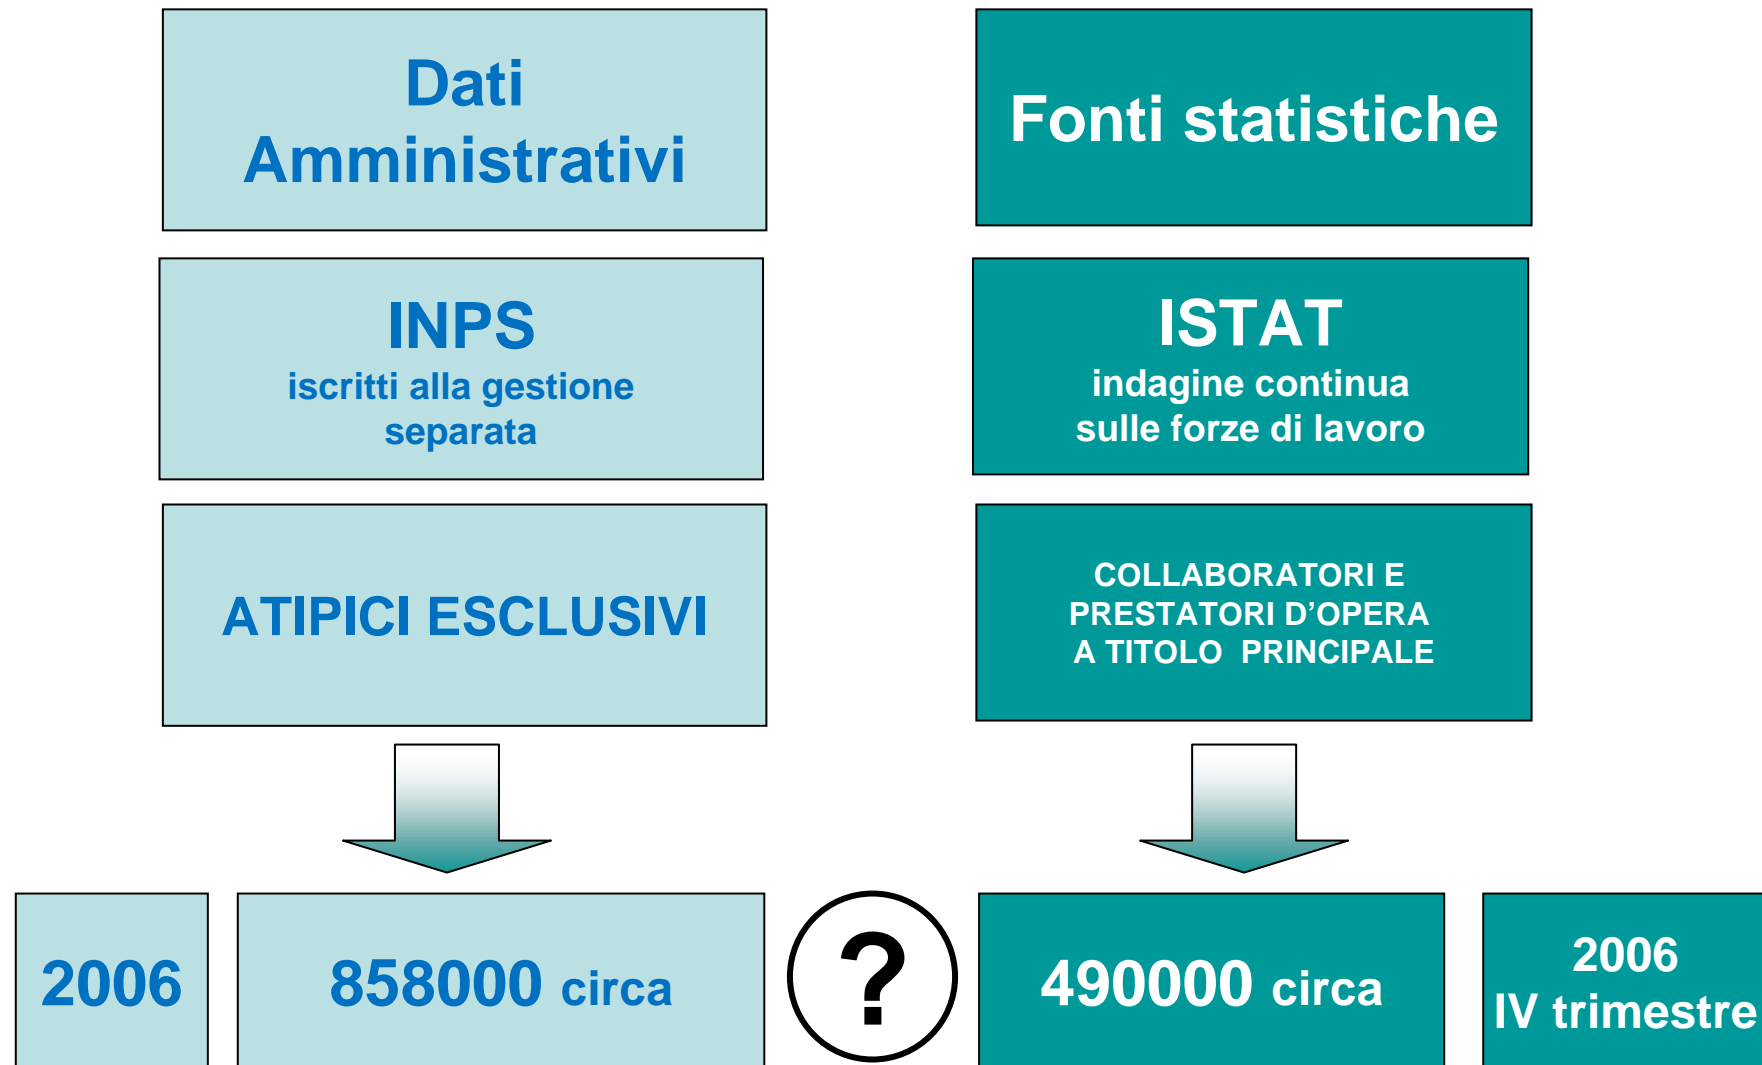 Dati
Amministrativi
INPS
iscritti alla gestione
separata
ATIPICI ESCLUSIVI
2006
858000 circa
?
Fonti statistiche
ISTAT
indagine continua
sulle forze di lavoro
COLLABORATORI E
PRESTATORI D’OPERA
A TITOLO PRINCIPALE
490000 circa
2006
IV trimestre